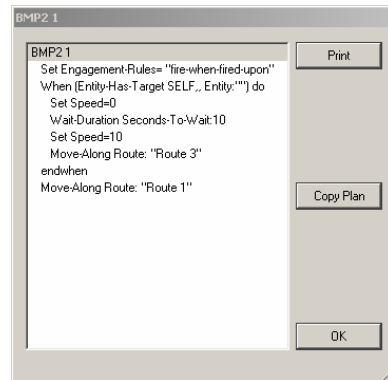 BMP2 1
BMP2 1
Set Engagement-Rules= "fire-when-fired-upon"
When (Entity-Has-Target SELF,, Entity:"") do
Set Speed=0
Wait-Duration Seconds-To-Wait:10
Set Speed=10
Move-Along Route: "Route 3"
endwhen
Move-Along Route: "Route 1"
Print
Copy Plan
OK